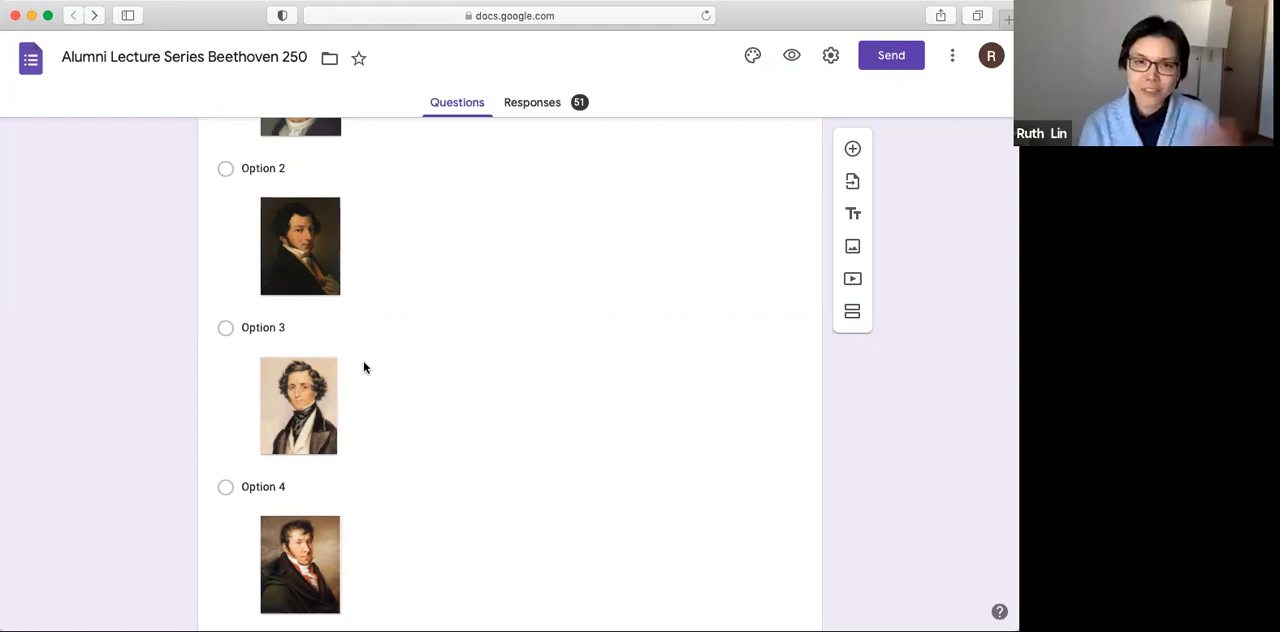 docs.google.com
Alumni Lecture Series Beethoven 250
Send
R
Questions
Responses 51
Ruth Lin
Option 2
Tт
Option 3
Option 4
?